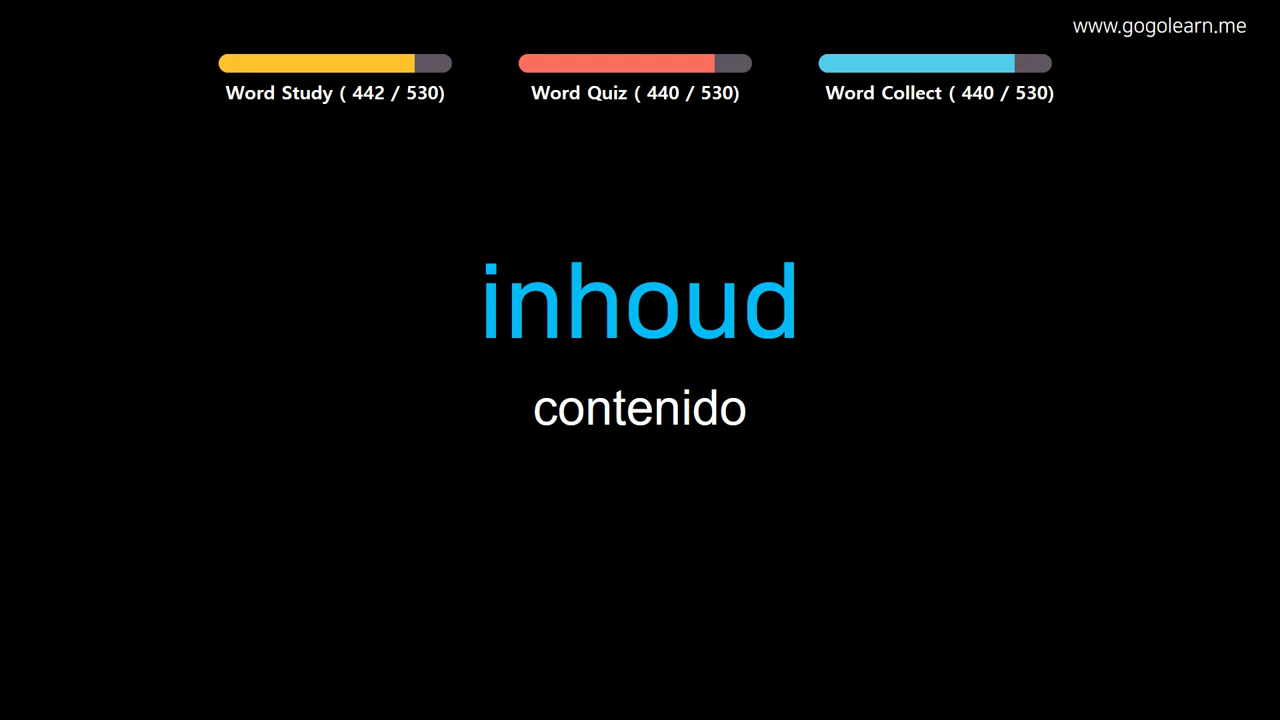 www.gogolearn.me
Word Study ( 442 / 530)
Word Quiz ( 440 / 530)
Word Collect ( 440 / 530)
inhoud
contenido